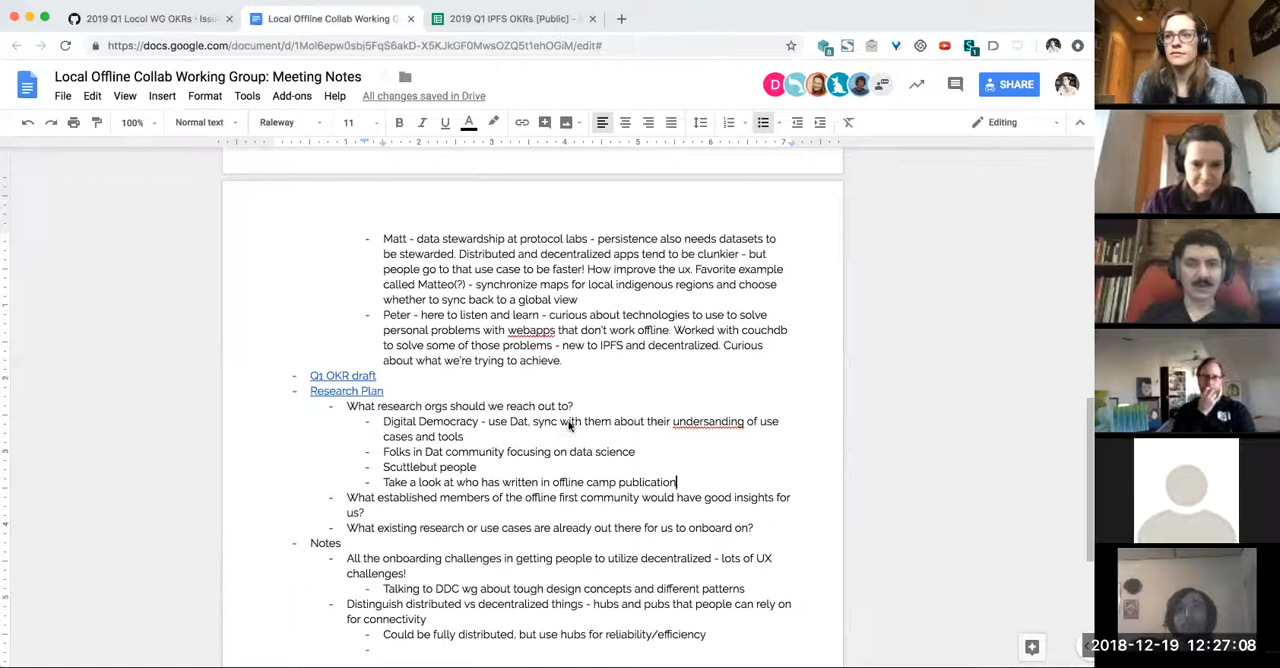 2019 Q1 Locol WG OKRs · Issu
Local Offline Collab Working G
2019 Q1 IPFS OKRs [Public] -
https://docs.google.com/document/d/1Mol6epw0sbj5FqS6akD-X5KJkGF0MwsOZQ5t1ehOGiM/edit#
Local Offline Collab Working Group: Meeting Notes
File Edit View Insert Format Tools Add-ons Help All changes saved in Drive
D
SHARE
100% Normal text Raleway 11 B I U A Editing
1 1 2 3 4 5 6 7
- Matt - data stewardship at protocol labs - persistence also needs datasets to
be stewarded. Distributed and decentralized apps tend to be clunkier - but
people go to that use case to be faster! How improve the ux. Favorite example
called Matteo(?) - synchronize maps for local indigenous regions and choose
whether to sync back to a global view
- Peter - here to listen and learn - curious about technologies to use to solve
personal problems with webapps that don't work offline. Worked with couchdb
to solve some of those problems - new to IPFS and decentralized. Curious
about what we're trying to achieve.
- Q1 OKR draft
- Research Plan
- What research orgs should we reach out to?
- Digital Democracy - use Dat, sync with them about their undersanding of use
cases and tools
- Folks in Dat community focusing on data science
- Scuttlebut people
- Take a look at who has written in offline camp publication
- What established members of the offline first community would have good insights for
us?
- What existing research or use cases are already out there for us to onboard on?
- Notes
- All the onboarding challenges in getting people to utilize decentralized - lots of UX
challenges!
- Talking to DDC wg about tough design concepts and different patterns
- Distinguish distributed vs decentralized things - hubs and pubs that people can rely on
for connectivity
- Could be fully distributed, but use hubs for reliability/efficiency
-
2018-12-19 12:27:08